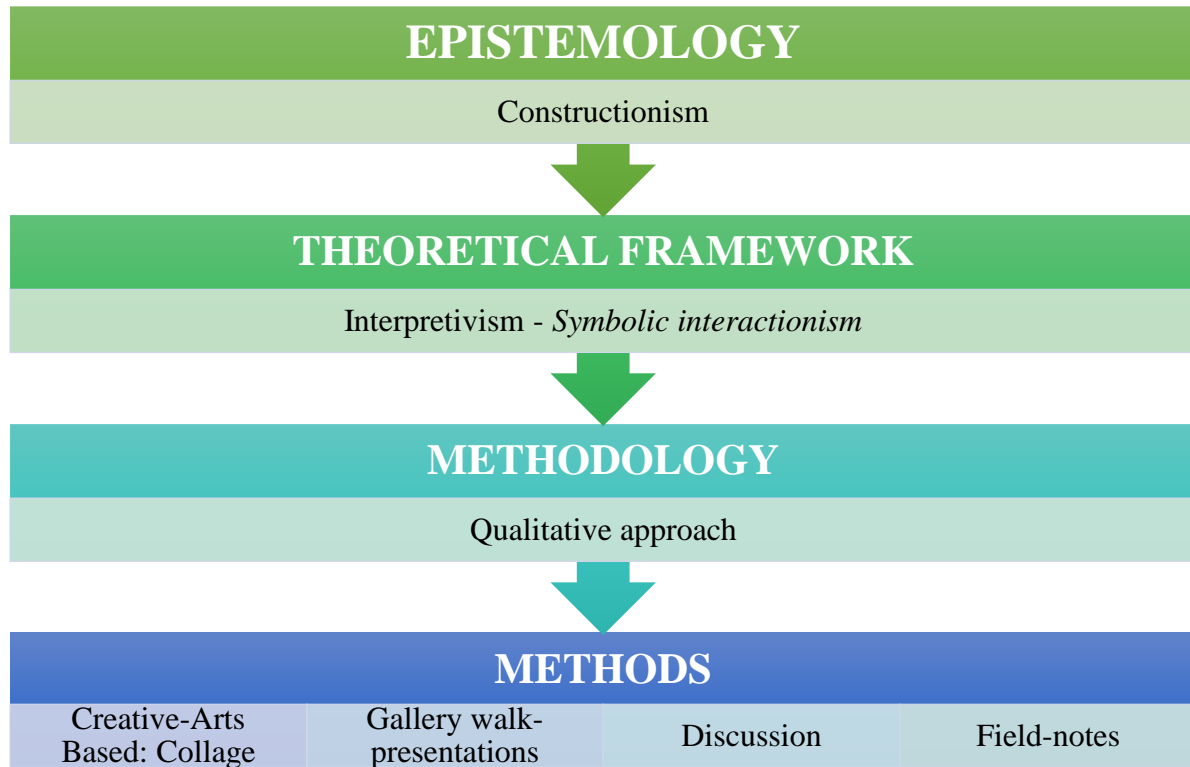 EPISTEMOLOGY
Constructionism
THEORETICAL FRAMEWORK
Interpretivism - Symbolic interactionism
METHODOLOGY
Qualitative approach
METHODS
Creative-Arts
Based: Collage
Gallery walk-
presentations
Discussion
Field-notes